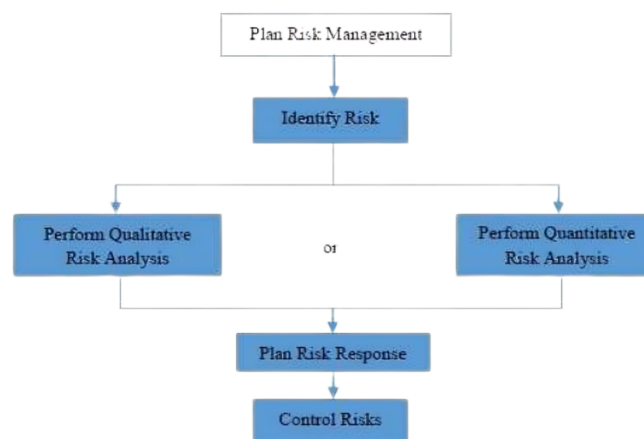 Plan Risk Management
Identify Risk
Perform Qualitative
Risk Analysis
or
Perform Quantitative
Risk Analysis
Plan Risk Response
Control Risks